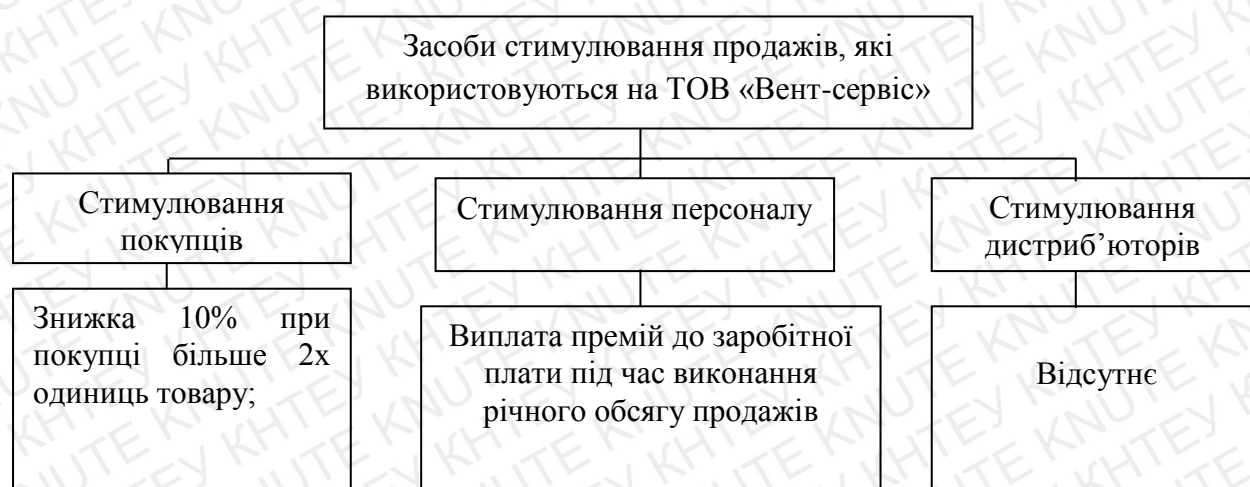 Засоби стимулювання продажів, які
використовуються на ТОВ «Вент-сервіс»
Стимулювання
покупців
Стимулювання персоналу
Стимулювання
дистриб’юторів
Знижка 10% при
покупці більше 2х
одиниць товару;
Виплата премій до заробітної
плати під час виконання
річного обсягу продажів
Відсутнє